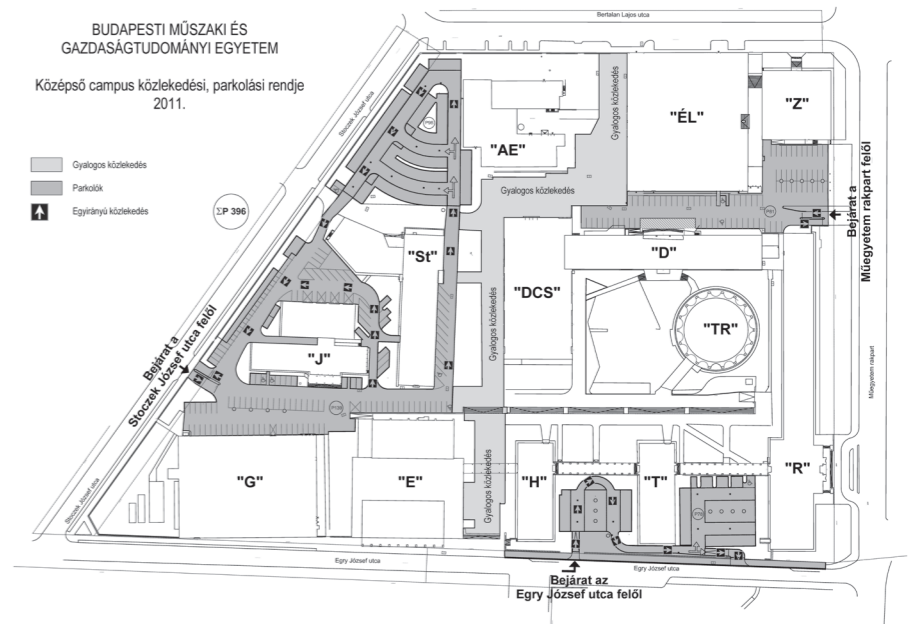 BUDAPESTI MŰSZAKI ÉS
GAZDASÁGTUDOMÁNYI EGYETEM
Középső campus közlekedési, parkolási rendje
2011.
Gyalogos közlekedés
Parkolók
Egyirányú közlekedés
ΣP 396
Bertalan Lajos utca
Stoczek József utca
"Z"
"ÉL"
"AE"
Gyalogos közlekedés
Gyalogos közlekedés
Bejárat a
Műegyetem rakpart felől
"St"
"D"
"DCS"
"TR"
Gyalogos közlekedés
Műegyetem rakpart
"J"
Bejárat a
Stoczek József utca felől
"G"
"E"
Gyalogos közlekedés
"H"
"T"
"R"
Stoczek József utca
Egry József utca
Egry József utca
Bejárat az
Egry József utca felől